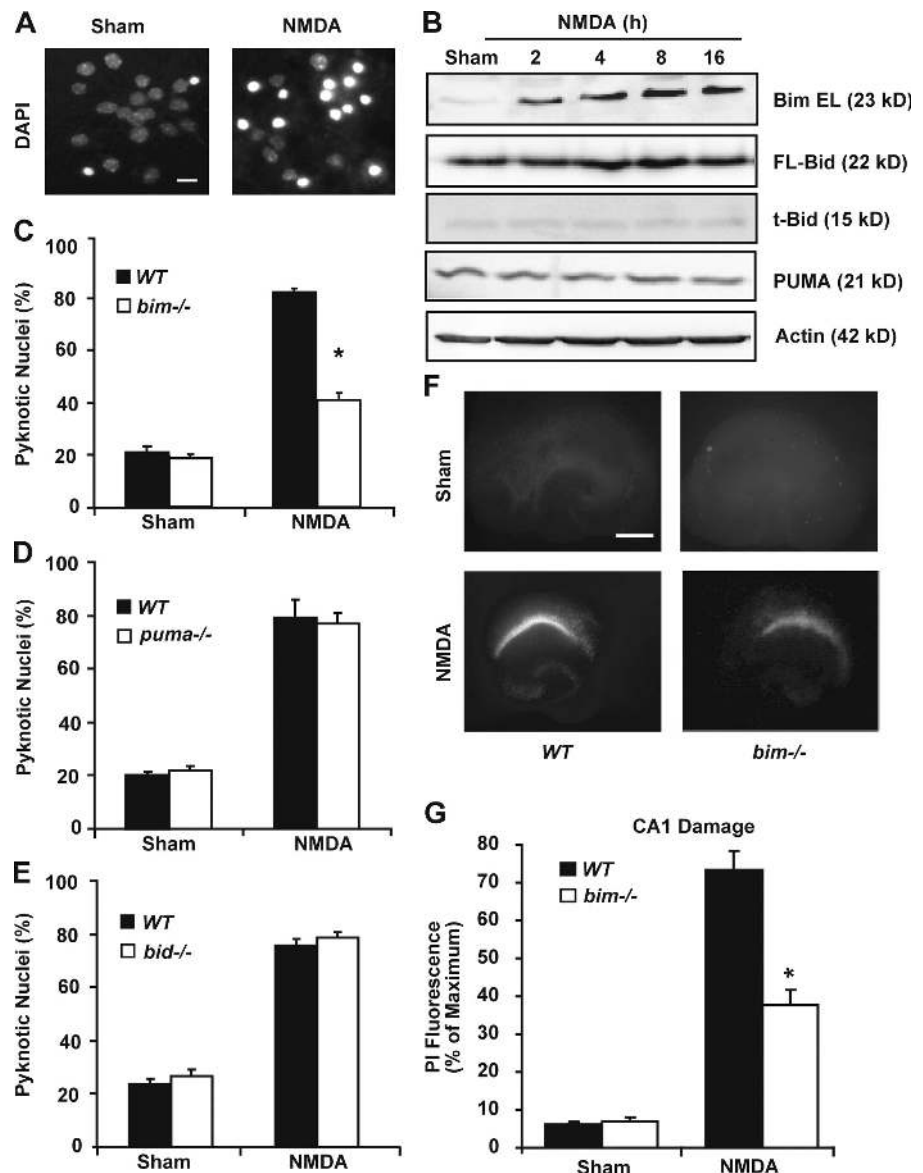 A
Sham
NMDA
DAPI
B
NMDA (h)
Sham 2 4 8 16
Bim EL (23 kD)
FL-Bid (22 kD)
t-Bid (15 kD)
PUMA (21 kD)
Actin (42 kD)
C
Pyknotic Nuclei (%)
100
80
60
40
20
0
WT
bim-/-
*
Sham
NMDA
D
Pyknotic Nuclei (%)
100
80
60
40
20
0
WT
puma-/-
Sham
NMDA
E
Pyknotic Nuclei (%)
100
80
60
40
20
0
WT
bid-/-
Sham
NMDA
F
Sham
NMDA
WT
bim-/-
G
CA1 Damage
PI Fluorescence
(% of Maximum)
80
70
60
50
40
30
20
10
0
WT
bim-/-
*
Sham
NMDA